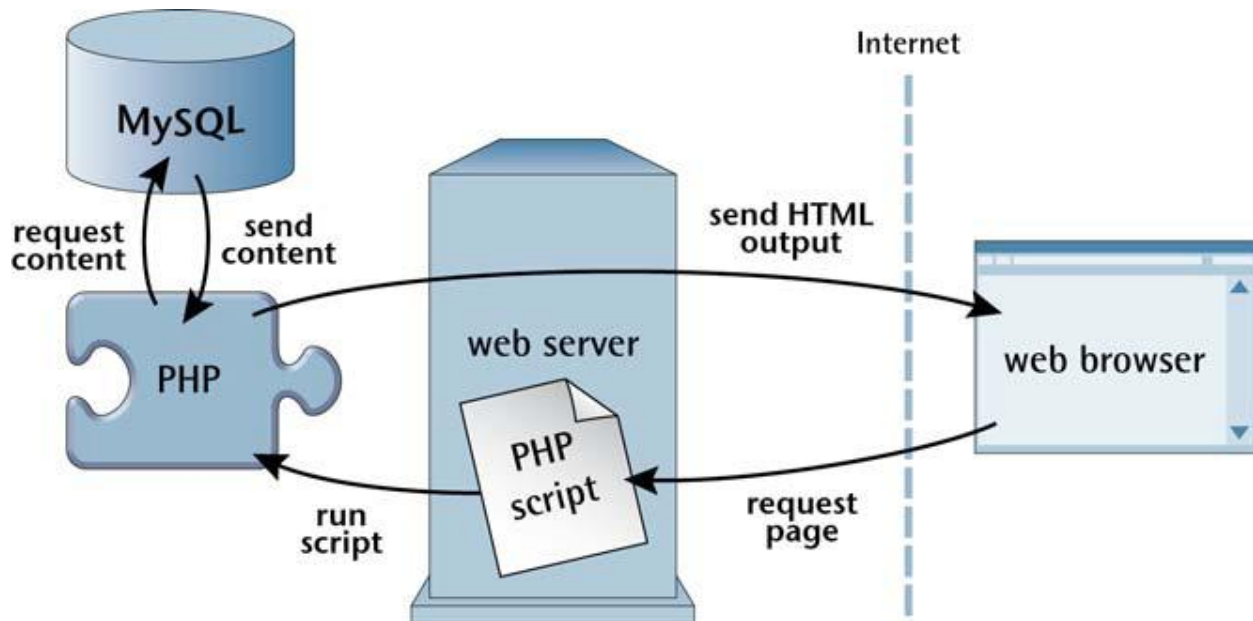 Internet
MySQL
request
content
send
content
send HTML
output
PHP
web server
web browser
PHP
script
run
script
request
page